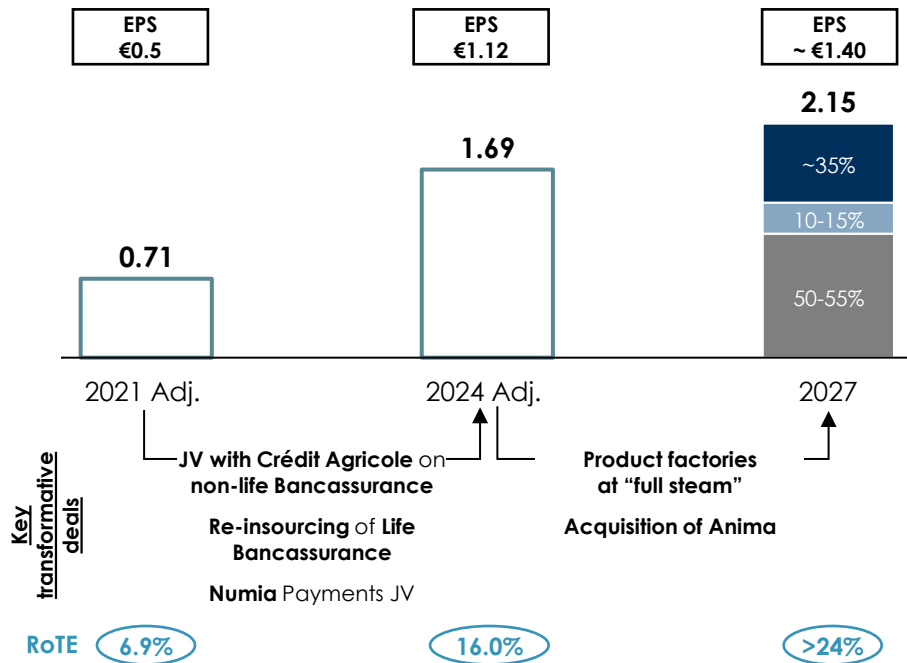 EPS
€0.5
EPS
€1.12
EPS
~ €1.40
0.71
1.69
2.15
~35%
10-15%
50-55%
2021 Adj.
2024 Adj.
2027
Key
transformative
deals
JV with Crédit Agricole on
non-life Bancassurance
Re-insourcing of Life
Bancassurance
Numia Payments JV
Product factories
at “full steam”
Acquisition of Anima
RoTE
6.9%
16.0%
>24%